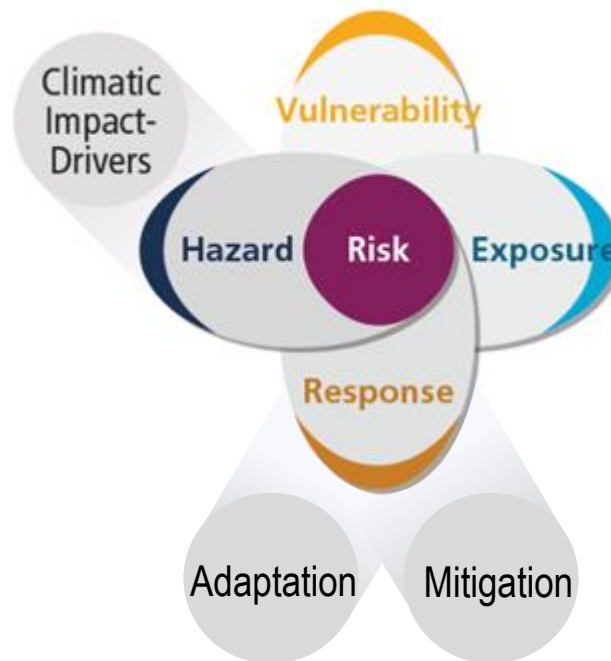 Climatic
Impact-
Drivers
Vulnerability
Hazard
Risk
Exposure
Response
Adaptation
Mitigation